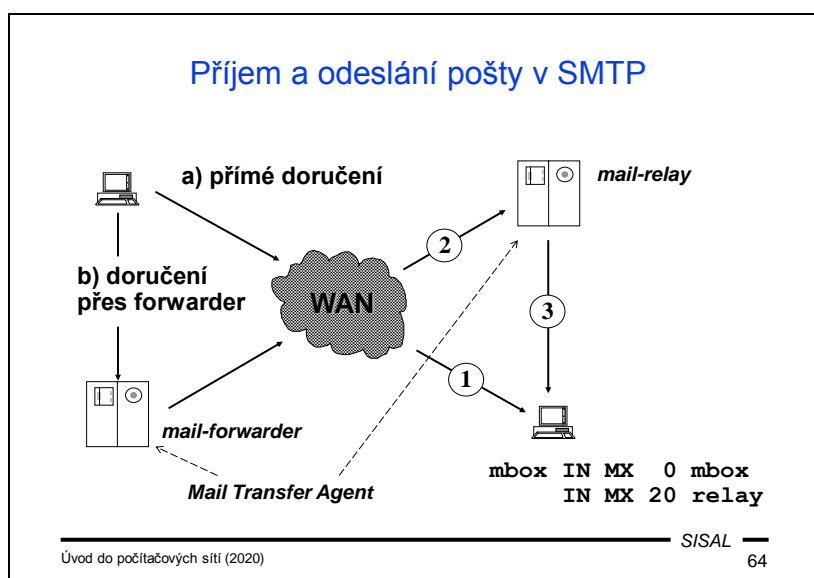 Příjem a odeslání pošty v SMTP
a) přímé doručení
mail-relay
b) doručení
přes forwarder
2
WAN
3
1
mail-forwarder
Mail Transfer Agent
mbox IN MX  0 mbox
IN MX 20 relay
SISAL
Úvod do počítačových sítí (2020)
64